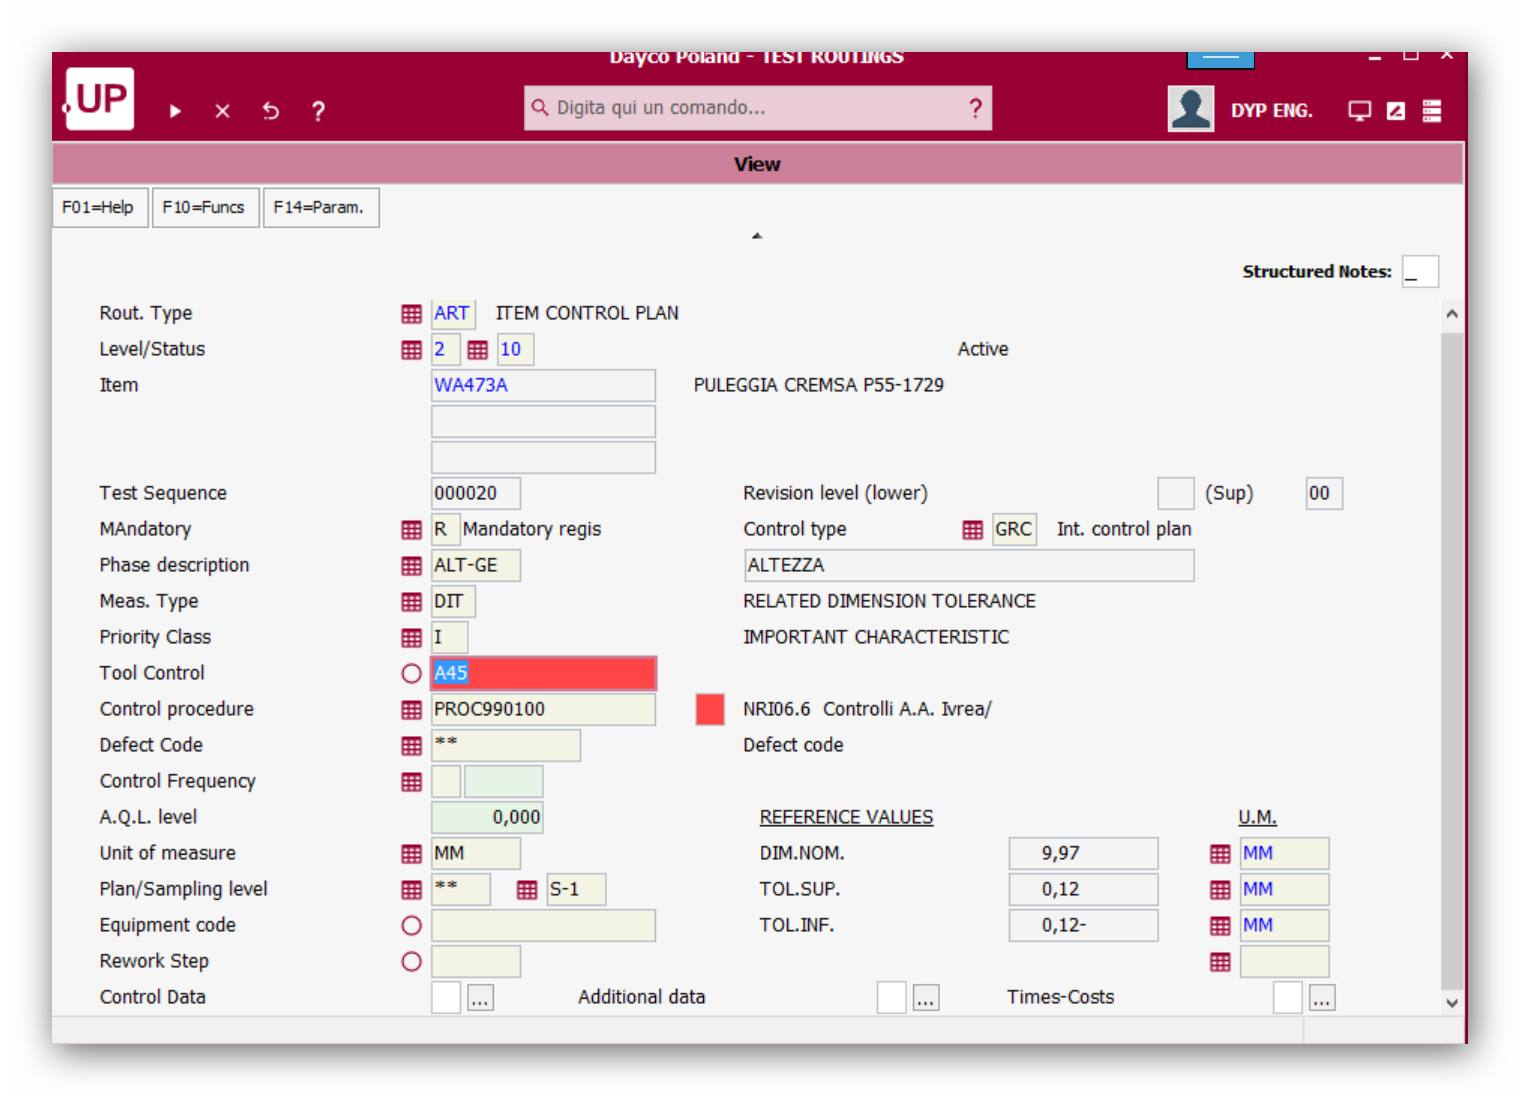 Dayco Poland - TEST ROUTINGS
.UP
?
Digita qui un comando...
?
DYP ENG.
View
F01=Help
F10=Funcs
F14=Param.
Structured Notes: _
Rout. Type ART ITEM CONTROL PLAN
Level/Status 2 10 Active
Item WA473A PULEGGIA CREMSA P55-1729
Test Sequence 000020 Revision level (lower) (Sup) 00
MAndatory R Mandatory regis Control type GRC Int. control plan
Phase description ALT-GE ALTEZZA
Meas. Type DIT RELATED DIMENSION TOLERANCE
Priority Class I IMPORTANT CHARACTERISTIC
Tool Control A45
Control procedure PROC990100 NRI06.6 Controlli A.A. Ivrea/
Defect Code ** Defect code
Control Frequency
A.Q.L. level 0,000 REFERENCE VALUES U.M.
Unit of measure MM DIM.NOM. 9,97 MM
Plan/Sampling level ** S-1 TOL.SUP. 0,12 MM
Equipment code TOL.INF. 0,12- MM
Rework Step
Control Data ... Additional data ... Times-Costs ...